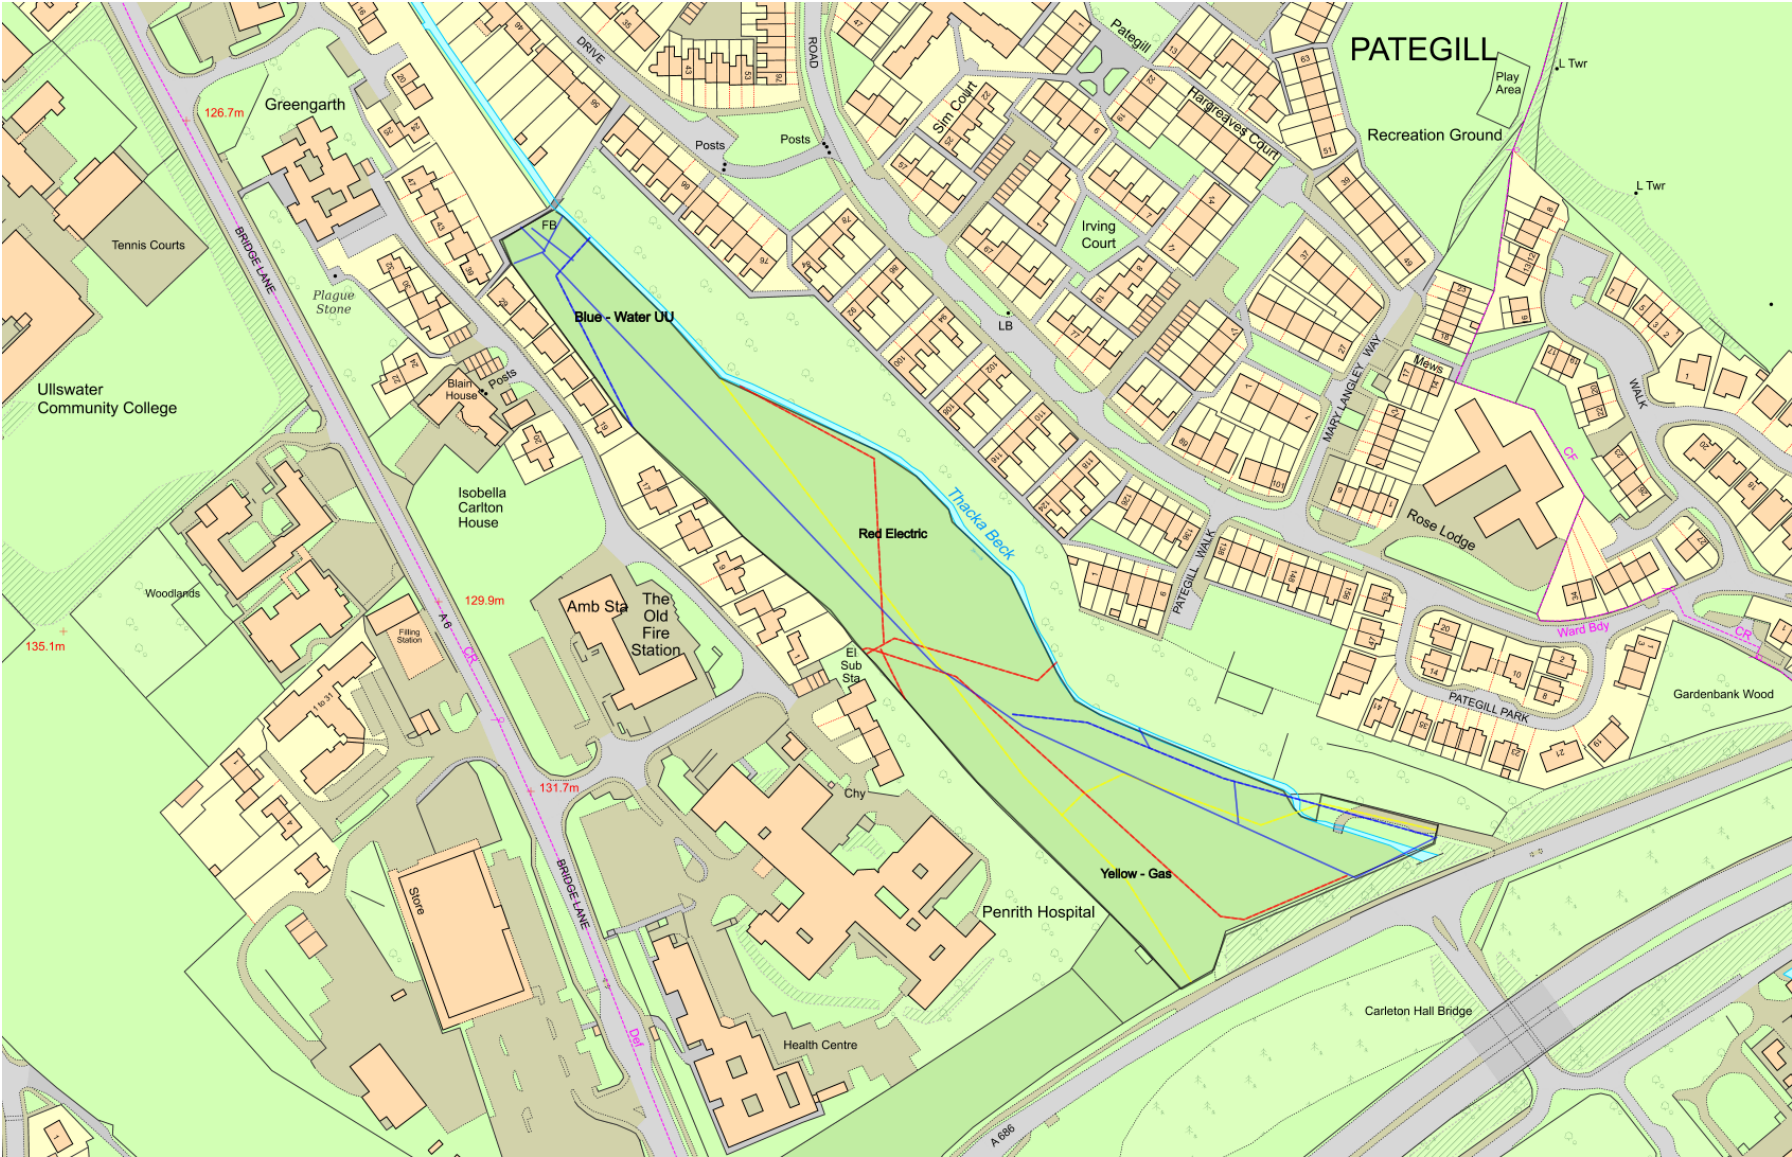 PATEGILL
Play
Area
L Twr
Recreation Ground
L Twr
DRIVE
ROAD
Pategill
Hargreaves Court
Sim Court
Posts
Posts
126.7m
Greengarth
Tennis Courts
BRIDGE LANE
Plague
Stone
FB
Blue - Water UU
Irving
Court
LB
MARY LANGLEY WAY
Mews
WALK
Ullswater
Community College
Blain
House
Posts
Isobella
Carlton
House
Red Electric
Thacka Beck
PATEGILL WALK
Rose Lodge
CF
Woodlands
129.9m
Amb Sta
The
Old
Fire
Station
Filling
Station
A 6
CR
135.1m
El
Sub
Sta
Ward Bdy
CR
PATEGILL PARK
Gardenbank Wood
1 to 31
131.7m
Chy
BRIDGE LANE
Store
Yellow - Gas
Penrith Hospital
Carleton Hall Bridge
Def
Health Centre
A 686